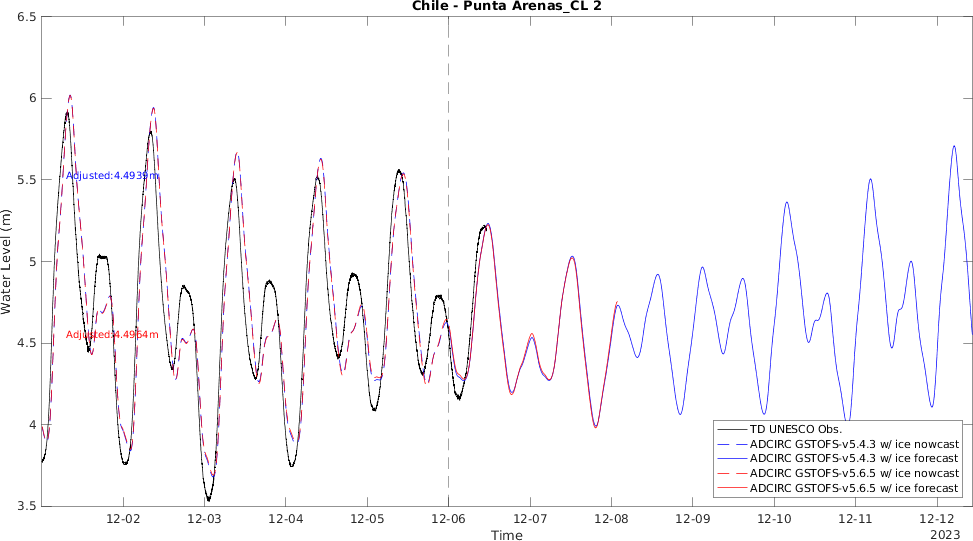 Chile - Punta Arenas_CL 2
6.5
6
5.5
5
4.5
4
3.5
Water Level (m)
Adjusted:4.4939m
Adjusted:4.4964m
TD UNESCO Obs.
ADCIRC GSTOFS-v5.4.3 w/ ice nowcast
ADCIRC GSTOFS-v5.4.3 w/ ice forecast
ADCIRC GSTOFS-v5.6.5 w/ ice nowcast
ADCIRC GSTOFS-v5.6.5 w/ ice forecast
12-02 12-03 12-04 12-05 12-06 12-07 12-08 12-09 12-10 12-11 12-12
2023
Time